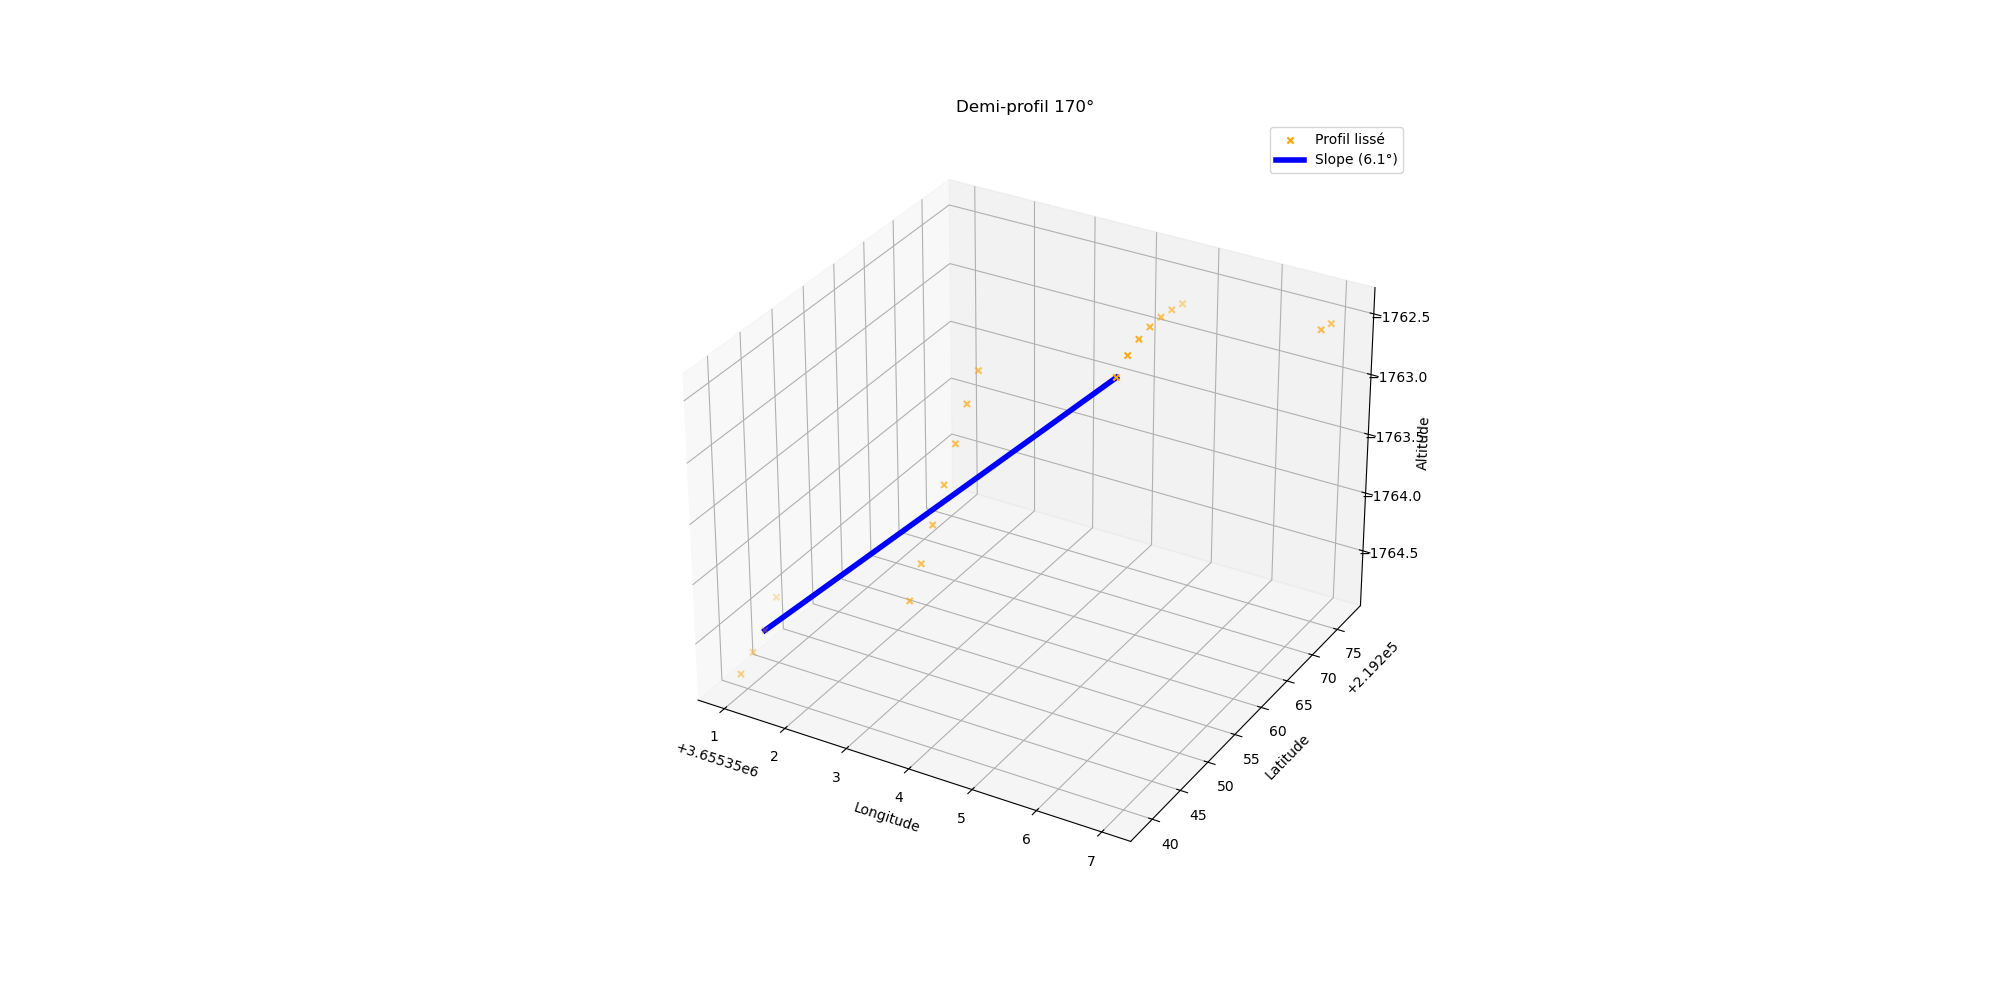 Demi-profil 170°
Profil lissé
Slope (6.1°)
−1762.5
−1763.0
−1763.5
−1764.0
−1764.5
Altitude
75
70
65
60
55
50
45
40
+2.192e5
Latitude
1
2
3
4
5
6
7
+3.65535e6
Longitude